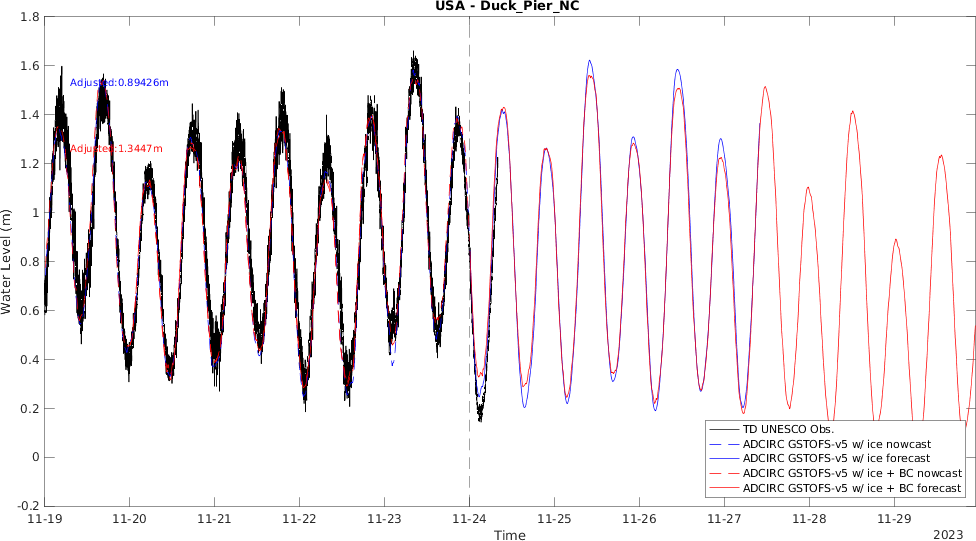 USA - Duck_Pier_NC
1.8
1.6
1.4
1.2
1
0.8
0.6
0.4
0.2
0
-0.2
Water Level (m)
Adjusted:0.89426m
Adjusted:1.3447m
TD UNESCO Obs.
ADCIRC GSTOFS-v5 w/ ice nowcast
ADCIRC GSTOFS-v5 w/ ice forecast
ADCIRC GSTOFS-v5 w/ ice + BC nowcast
ADCIRC GSTOFS-v5 w/ ice + BC forecast
11-19 11-20 11-21 11-22 11-23 11-24 11-25 11-26 11-27 11-28 11-29
Time
2023